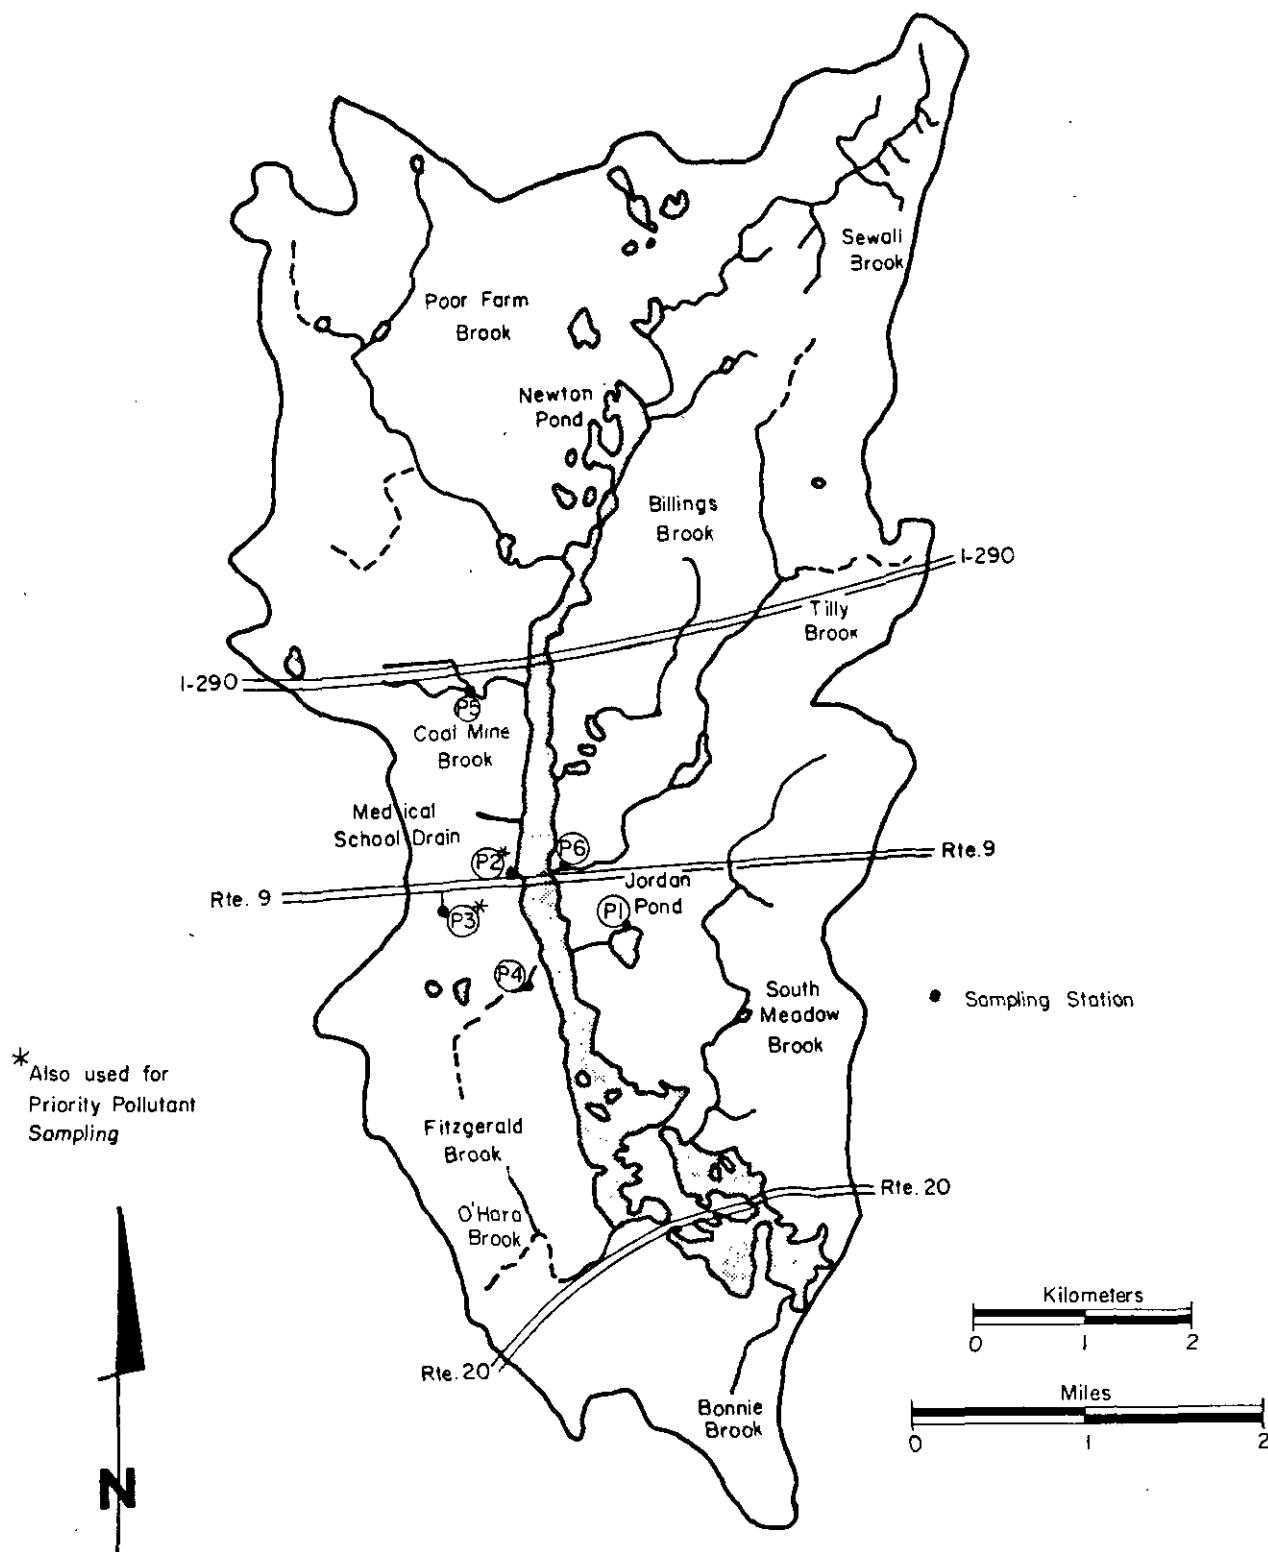 Sewall
Brook
Poor Farm
Brook
Newton
Pond
Billings
Brook
I-290
Tilly
Brook
I-290
P5
Coal Mine
Brook
Medical
School Drain
P2*
P6
Rte. 9
Jordan
Pond
Rte. 9
P1
P3*
P4
South
Meadow
Brook
Sampling Station
*Also used for
Priority Pollutant
Sampling
Fitzgerald
Brook
O'Hara
Brook
Rte. 20
Rte. 20
Bonnie
Brook
Kilometers
0 1 2
Miles
0 1 2
N